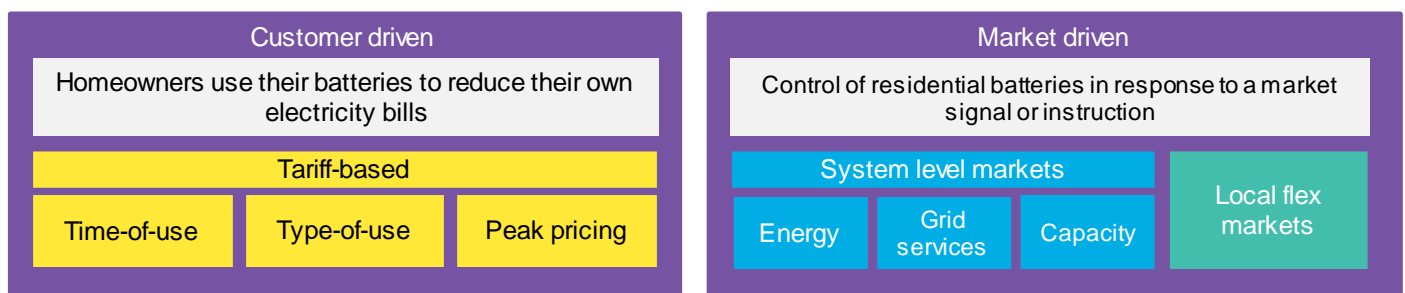 Customer driven
Homeowners use their batteries to reduce their own
electricity bills
Tariff-based
Time-of-use
Type-of-use
Peak pricing
Market driven
Control of residential batteries in response to a market
signal or instruction
System level markets
Energy
Grid
services
Capacity
Local flex
markets